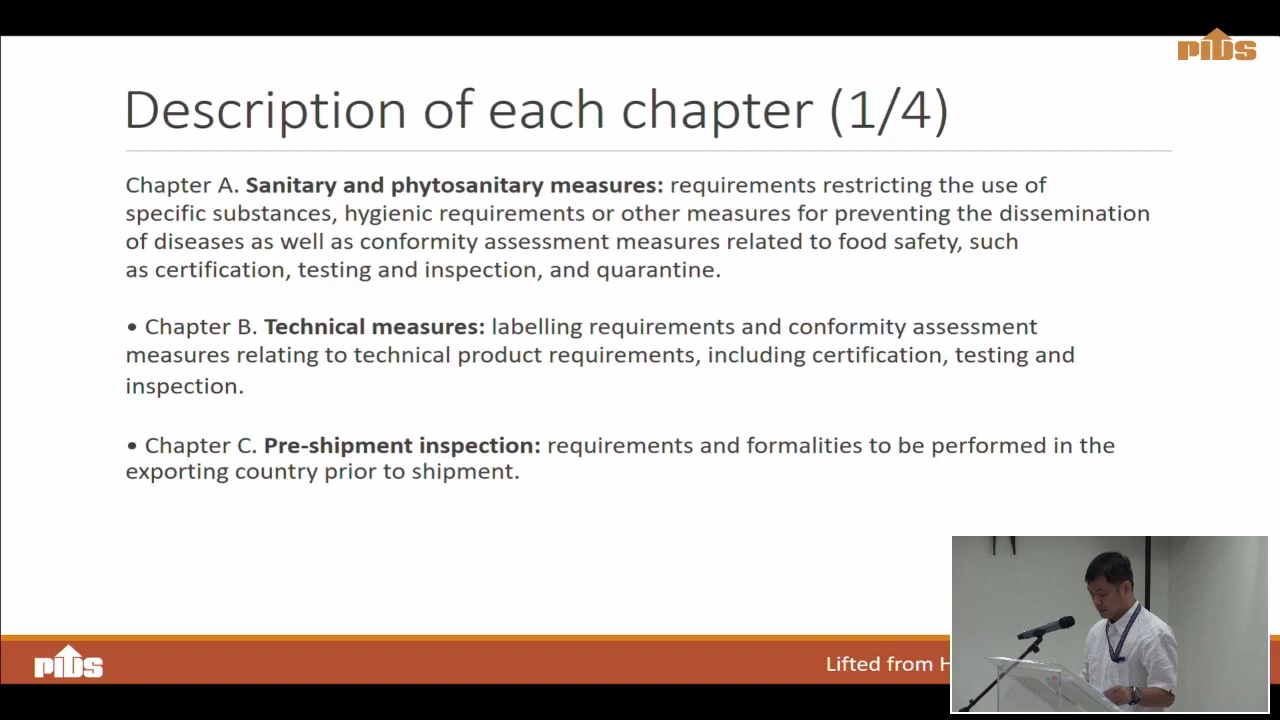 PIDS
Description of each chapter (1/4)
Chapter A. Sanitary and phytosanitary measures: requirements restricting the use of
specific substances, hygienic requirements or other measures for preventing the dissemination
of diseases as well as conformity assessment measures related to food safety, such
as certification, testing and inspection, and quarantine.
• Chapter B. Technical measures: labelling requirements and conformity assessment
measures relating to technical product requirements, including certification, testing and
inspection.
• Chapter C. Pre-shipment inspection: requirements and formalities to be performed in the
exporting country prior to shipment.
PIDS
Lifted from H